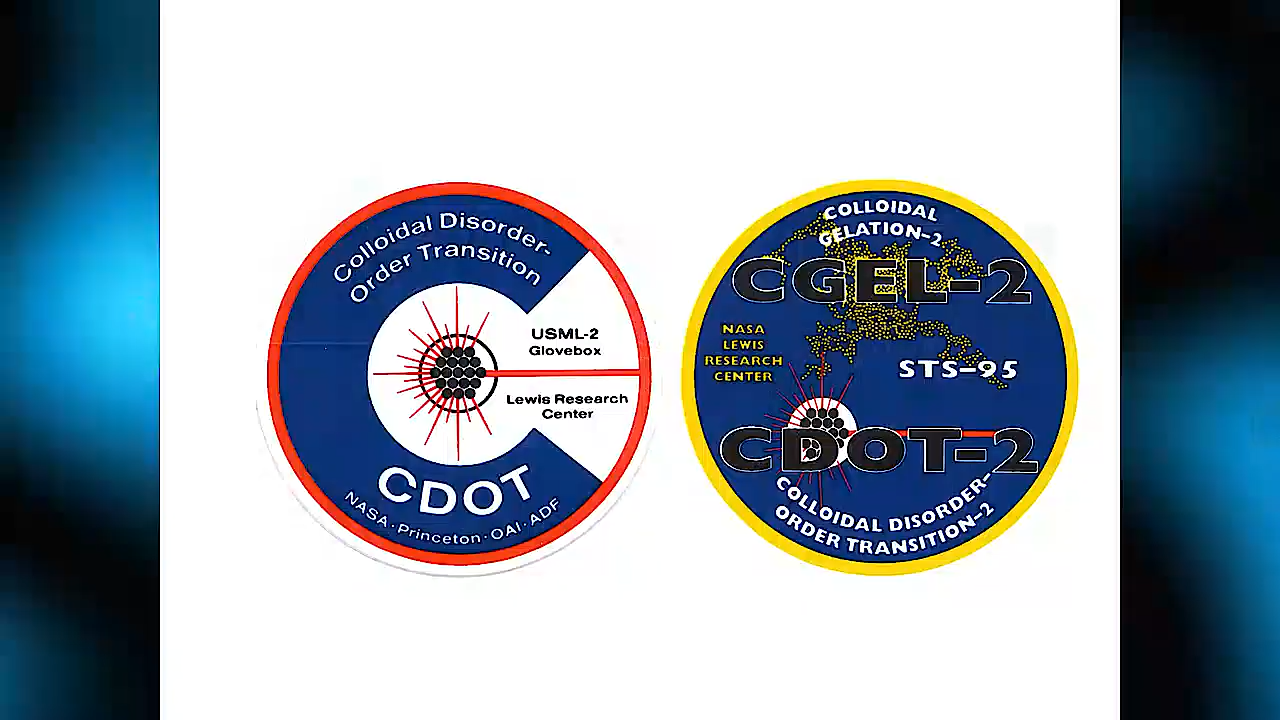 Colloidal Disorder-
Order Transition
USML-2
Glovebox
Lewis Research
Center
CDOT
NASA · Princeton · OAI · ADF
COLLOIDAL
GELATION-2
CGEL-2
NASA
LEWIS
RESEARCH
CENTER
STS-95
CDOT-2
COLLOIDAL DISORDER-
ORDER TRANSITION-2